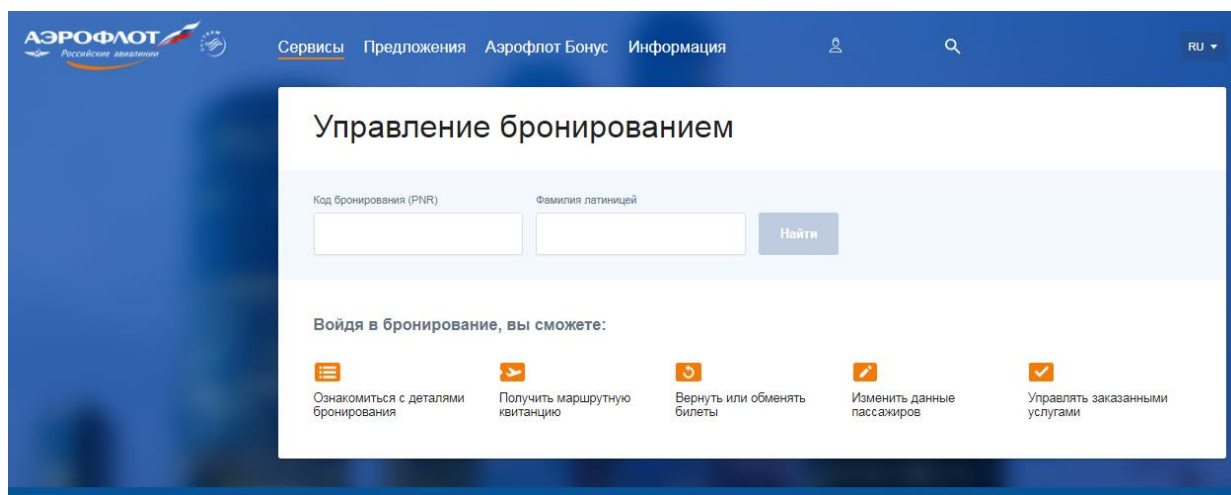 АЭРОФЛОТ
Российские авиалинии
Сервисы Предложения Аэрофлот Бонус Информация RU
Управление бронированием
Код бронирования (PNR) Фамилия латиницей
Найти
Войдя в бронирование, вы сможете:
Ознакомиться с деталями бронирования
Получить маршрутную квитанцию
Вернуть или обменять билеты
Изменить данные пассажиров
Управлять заказанными услугами